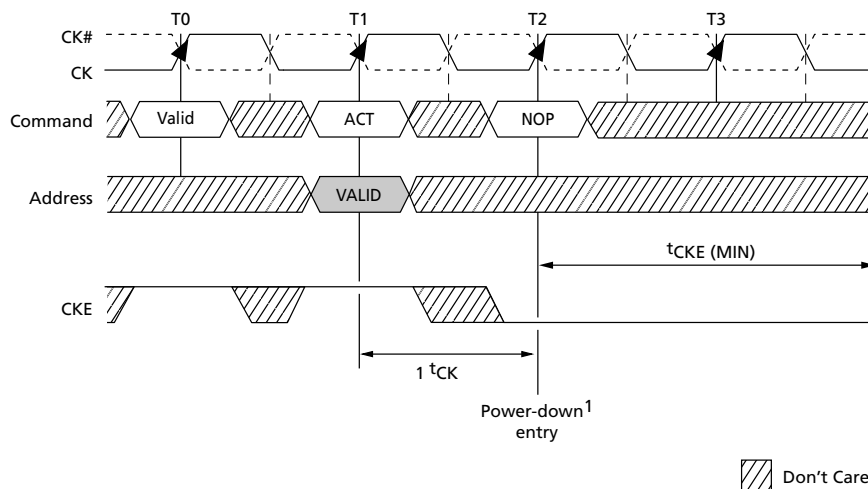 T0 T1 T2 T3
CK#
CK
Command Valid ACT NOP
Address VALID
tCKE (MIN)
CKE
1 tCK
Power-down1
entry
Don't Care